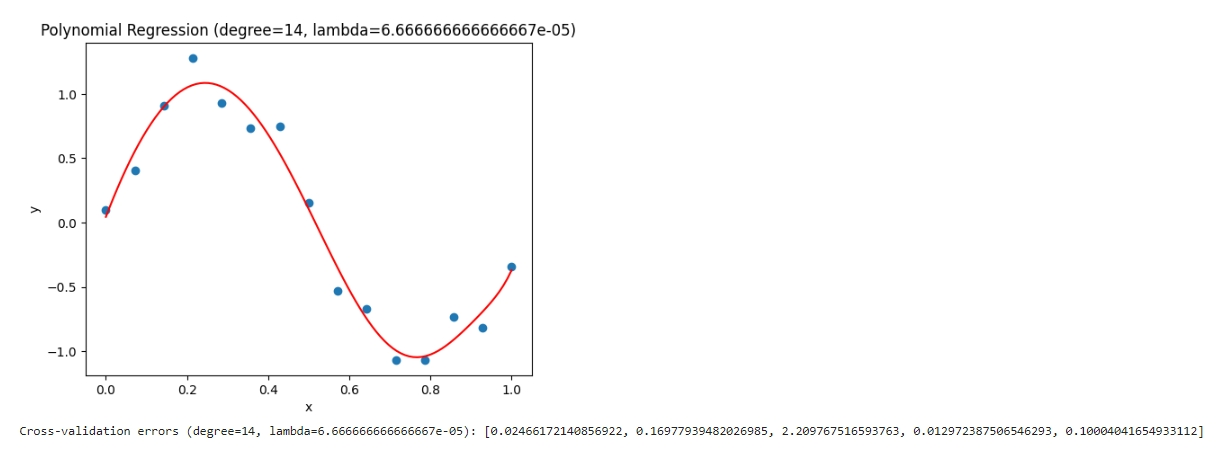 Polynomial Regression (degree=14, lambda=6.666666666666667e-05)
1.0
0.5
0.0
−0.5
−1.0
y
0.0 0.2 0.4 0.6 0.8 1.0
x
Cross-validation errors (degree=14, lambda=6.666666666666667e-05): [0.02466172140856922, 0.16977939482026985, 2.209767516593763, 0.012972387506546293, 0.10004041654933112]